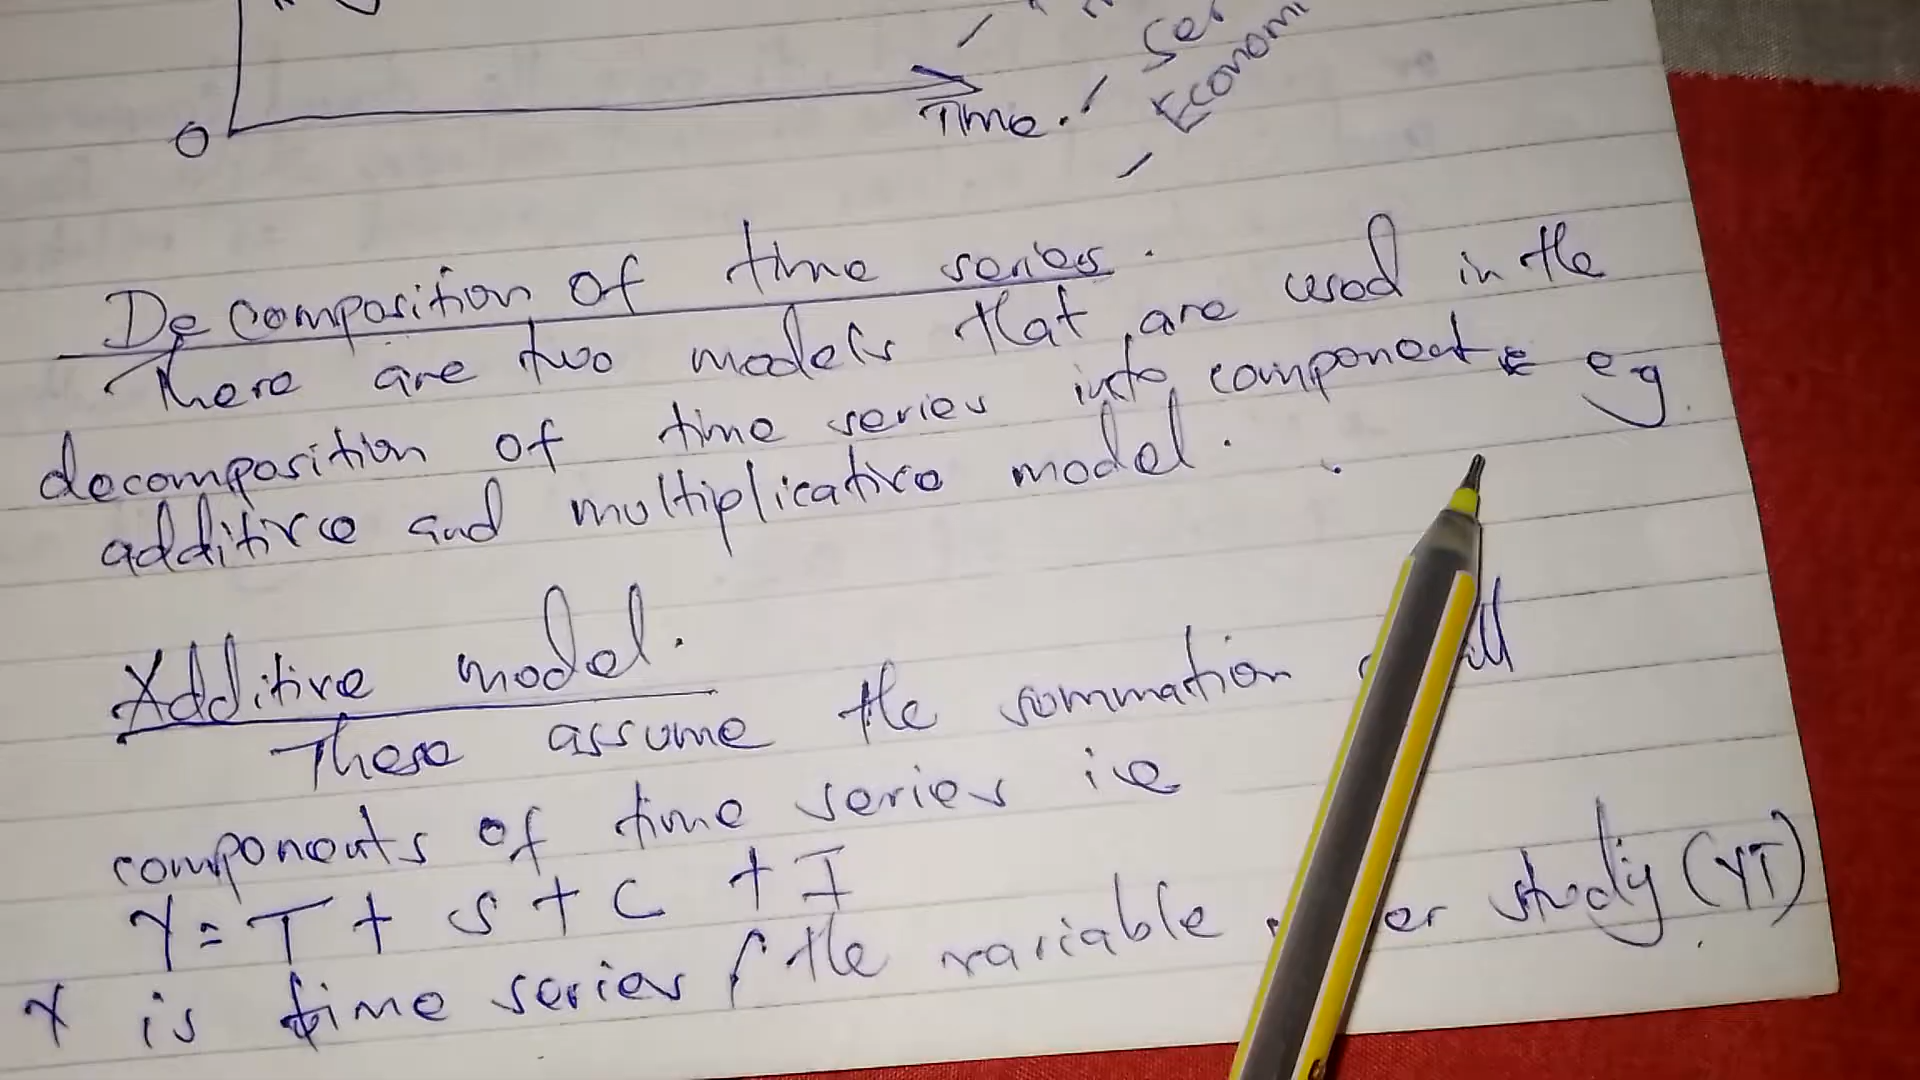 Time.
Economi
O
Decomposition of time series.
There are two models that are used in the
decomposition of time series into components eg
additive and multiplicative model.
Additive model.
These assume the summation all
components of time series ie
Y = T + S + C + I
Y is time series / the variable er study (YT)